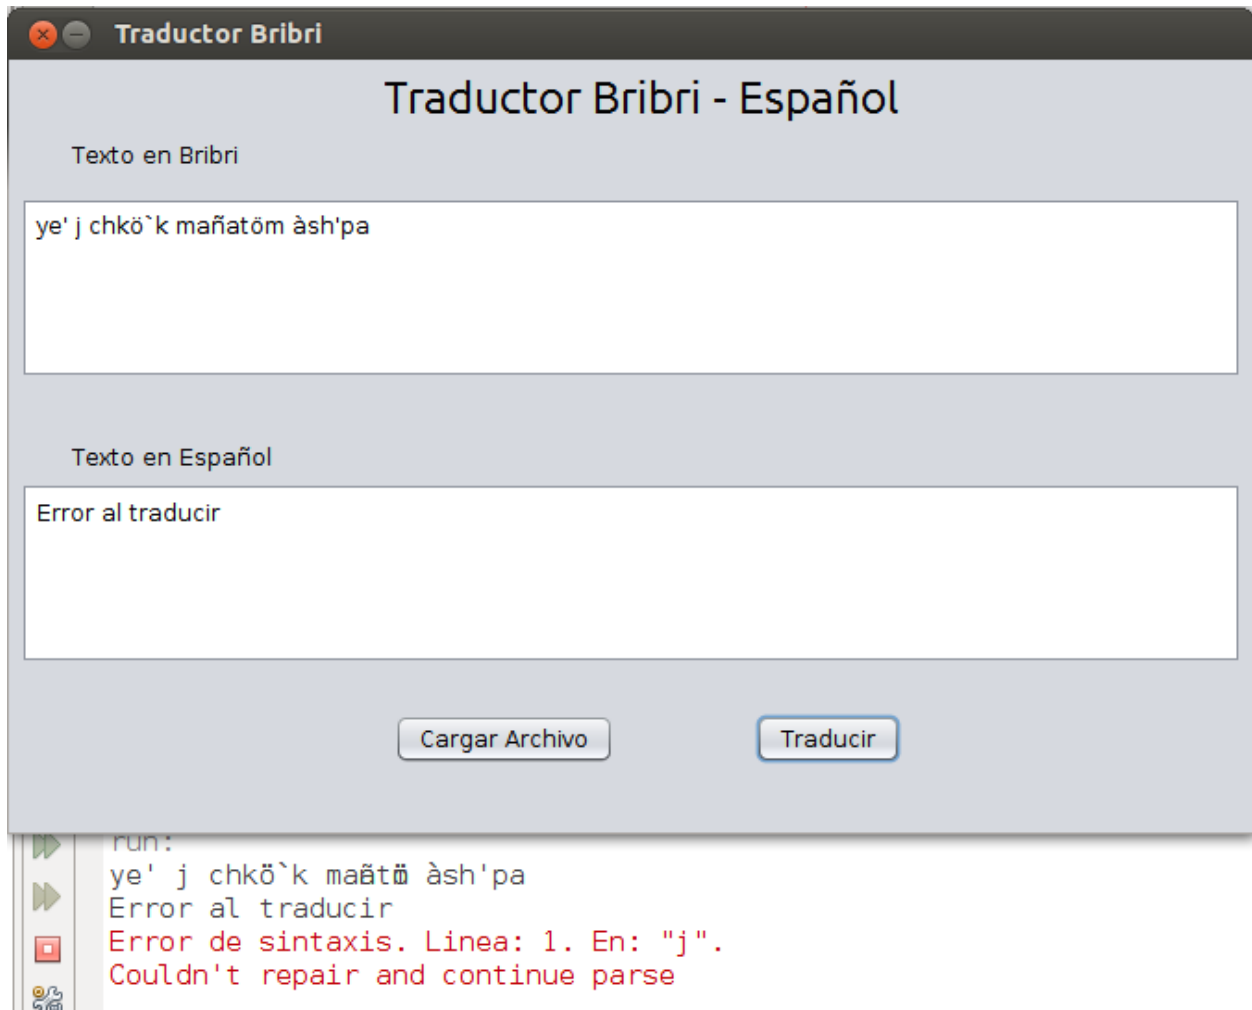 Traductor Bribri
Traductor Bribri - Español
Texto en Bribri
ye' j chkö`k mañatöm àsh'pa
Texto en Español
Error al traducir
Cargar Archivo
Traducir
run:
ye' j chkö`k àsh'pa
Error al traducir
Error de sintaxis. Linea: 1. En: "j".
Couldn't repair and continue parse